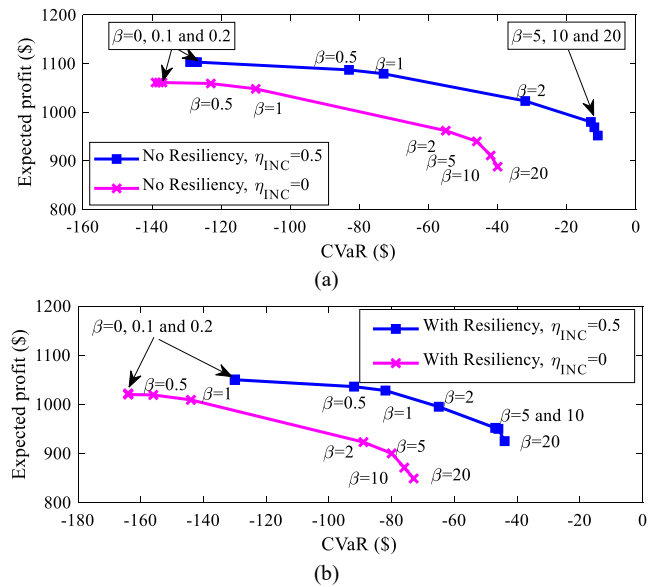 1200
1100
1000
900
800
Expected profit ($)
β=0, 0.1 and 0.2
β=0.5
β=1
β=5, 10 and 20
β=2
β=0.5
β=1
β=2
β=5
β=10
β=20
No Resiliency, ηINC=0.5
No Resiliency, ηINC=0
-160 -140 -120 -100 -80 -60 -40 -20 0
CVaR ($)
(a)
1200
1100
1000
900
800
Expected profit ($)
β=0, 0.1 and 0.2
With Resiliency, ηINC=0.5
With Resiliency, ηINC=0
β=0.5
β=1
β=0.5
β=1
β=2
β=5 and 10
β=20
β=2
β=5
β=10
β=20
-180 -160 -140 -120 -100 -80 -60 -40 -20 0
CVaR ($)
(b)